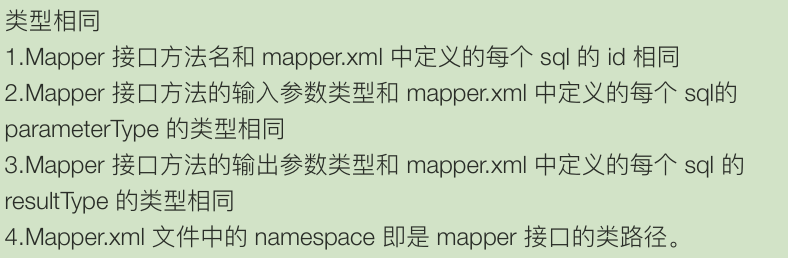 类型相同
1.Mapper 接口方法名和 mapper.xml 中定义的每个 sql 的 id 相同
2.Mapper 接口方法的输入参数类型和 mapper.xml 中定义的每个 sql的
parameterType 的类型相同
3.Mapper 接口方法的输出参数类型和 mapper.xml 中定义的每个 sql 的
resultType 的类型相同
4.Mapper.xml 文件中的 namespace 即是 mapper 接口的类路径。